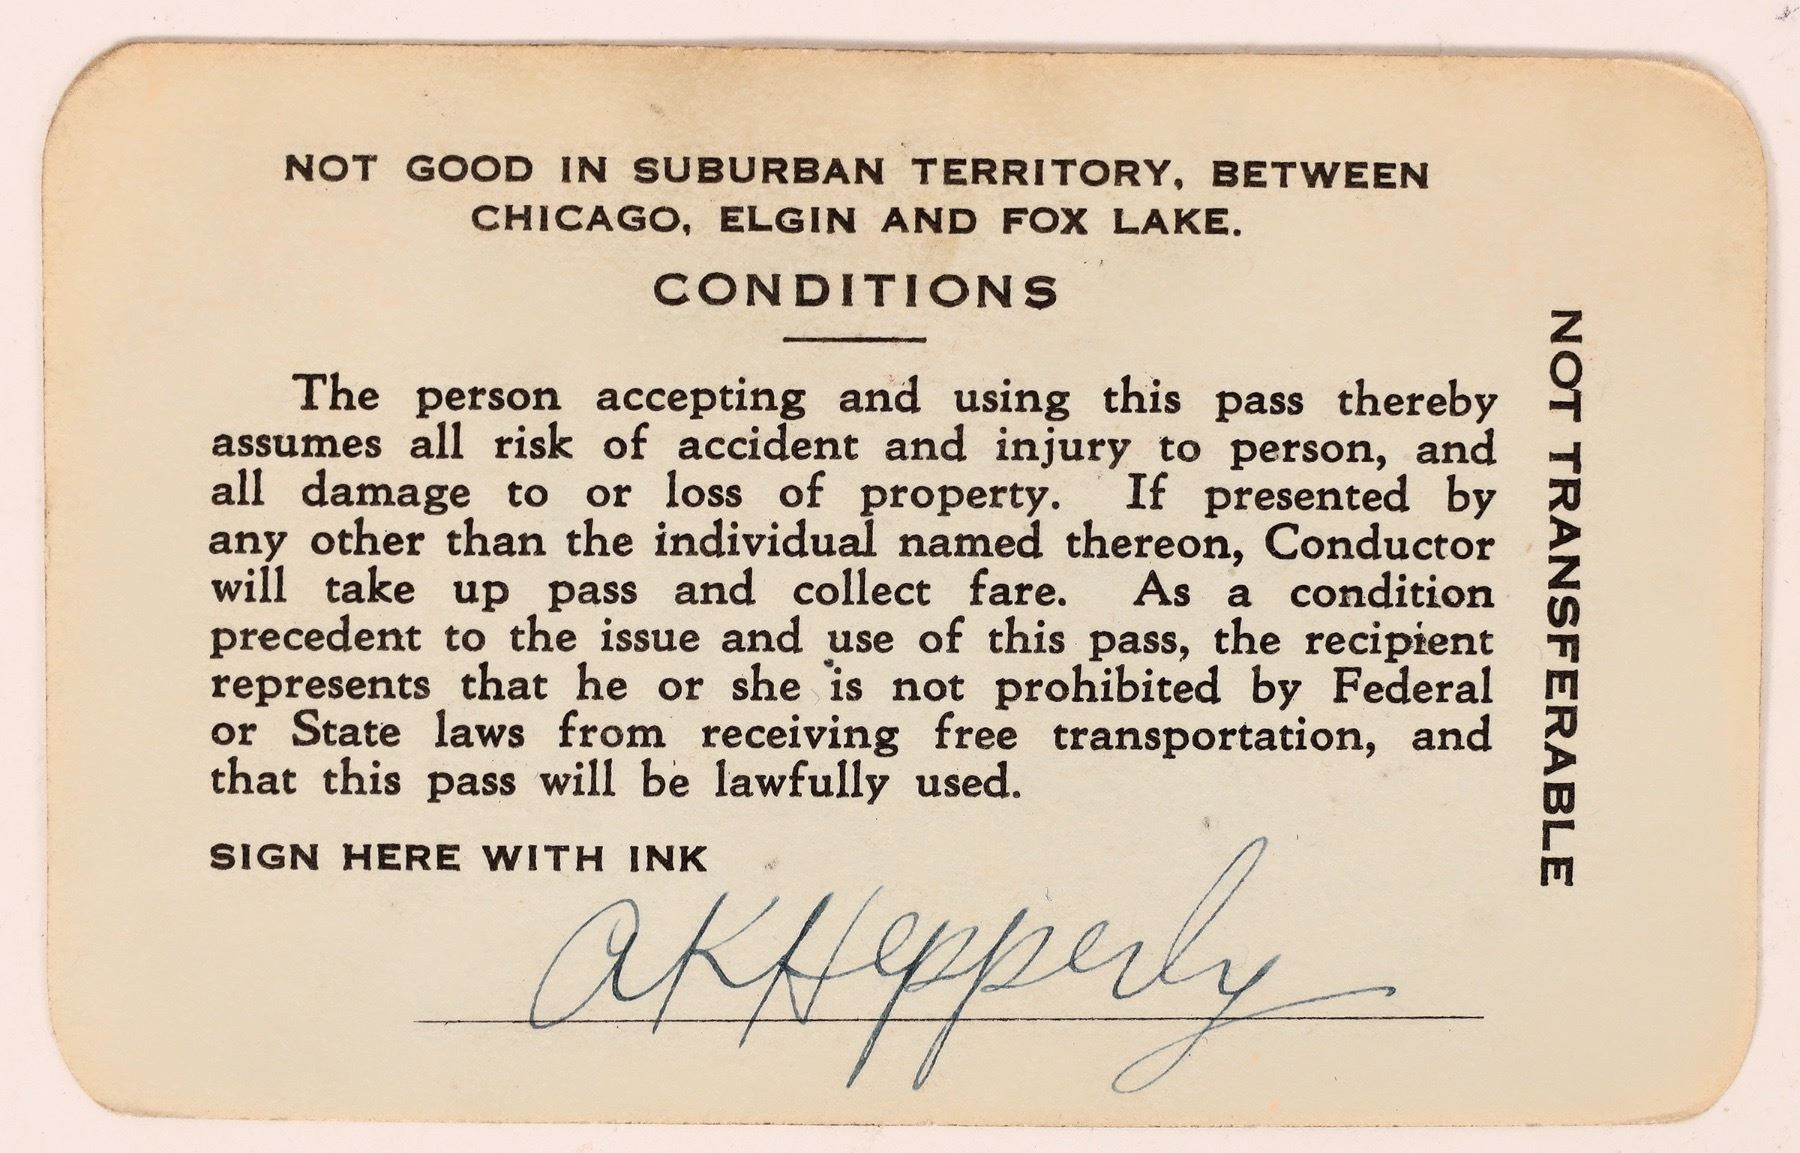 NOT GOOD IN SUBURBAN TERRITORY, BETWEEN
CHICAGO, ELGIN AND FOX LAKE.
CONDITIONS
The person accepting and using this pass thereby
assumes all risk of accident and injury to person, and
all damage to or loss of property. If presented by
any other than the individual named thereon, Conductor
will take up pass and collect fare. As a condition
precedent to the issue and use of this pass, the recipient
represents that he or she is not prohibited by Federal
or State laws from receiving free transportation, and
that this pass will be lawfully used.
SIGN HERE WITH INK
AKHepperly
NOT TRANSFERABLE